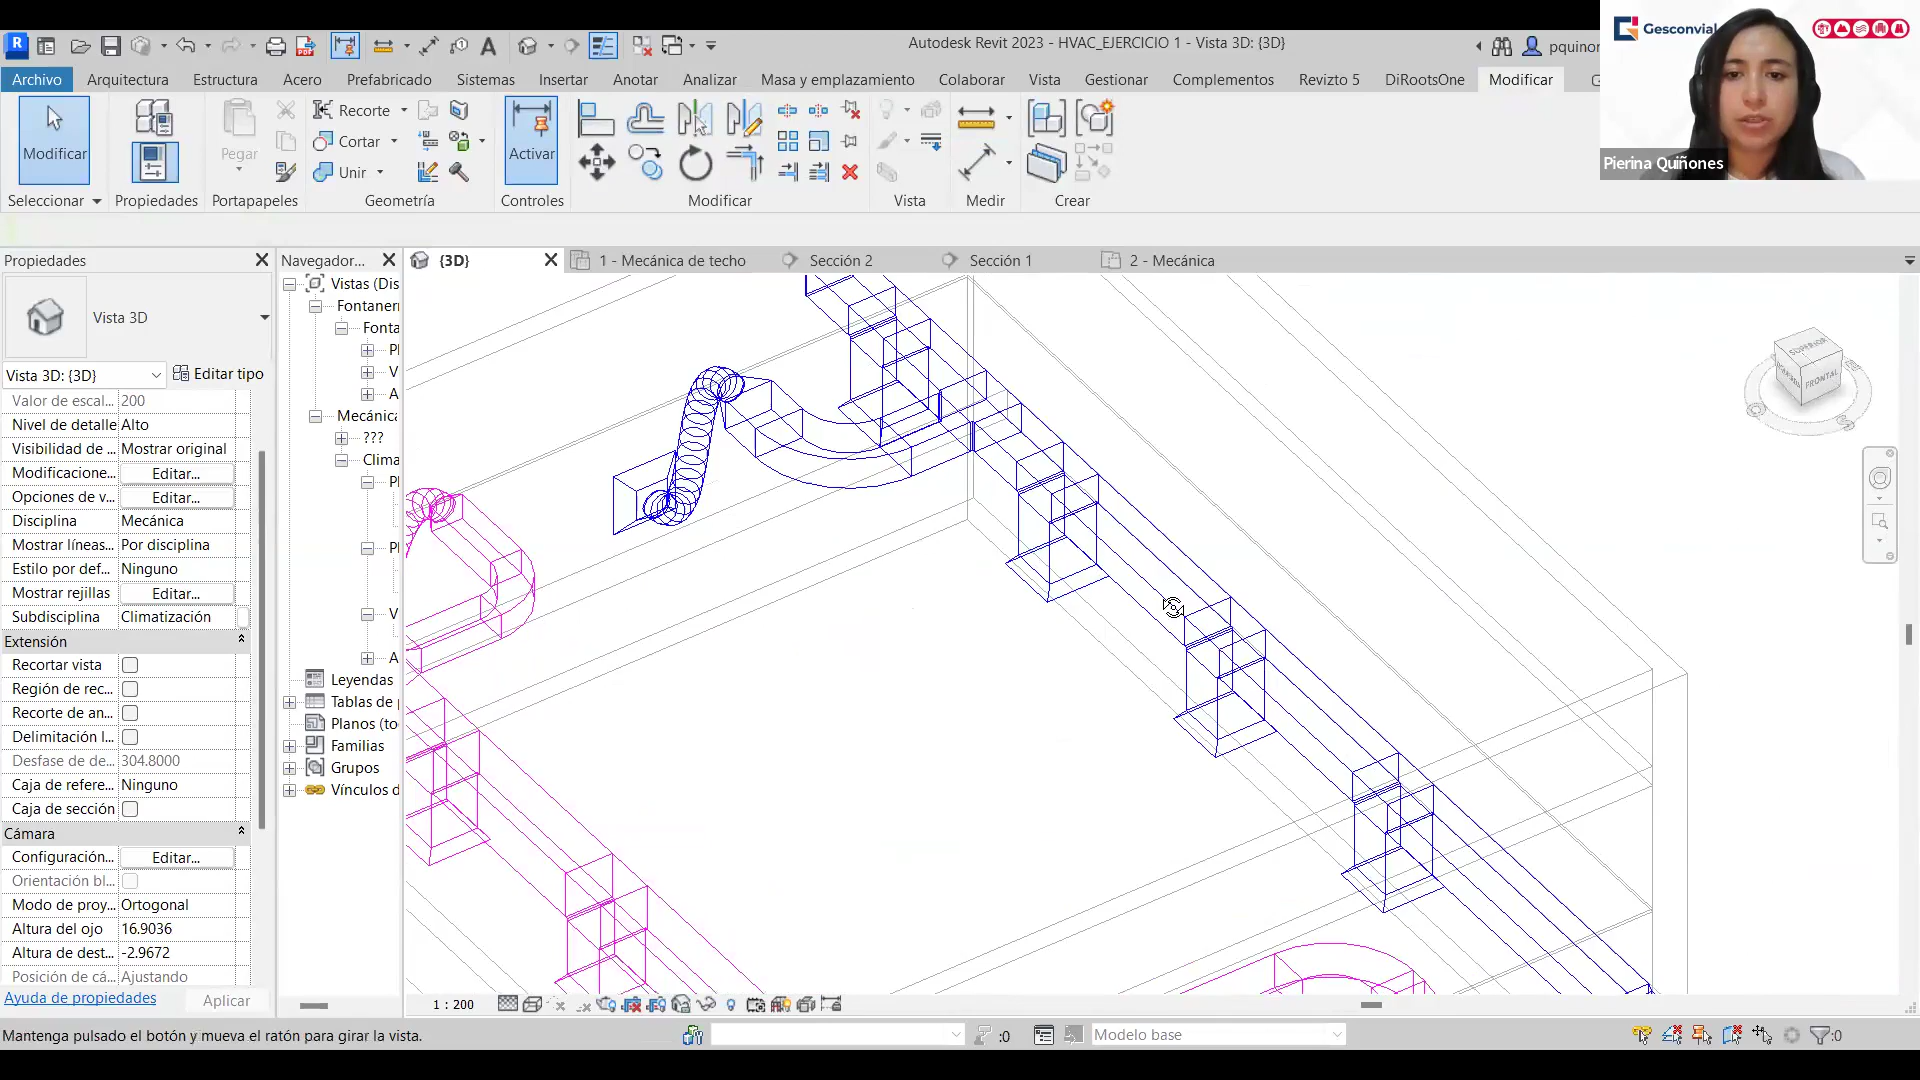 Autodesk Revit 2023 - HVAC_EJERCICIO 1 - Vista 3D: {3D}
pquinor
Gesconvial
Archivo
Arquitectura
Estructura
Acero
Prefabricado
Sistemas
Insertar
Anotar
Analizar
Masa y emplazamiento
Colaborar
Vista
Gestionar
Complementos
Revizto 5
DiRootsOne
Modificar
Modificar
Pegar
Recorte
Cortar
Unir
Activar
Pierina Quiñones
Seleccionar
Propiedades
Portapapeles
Geometría
Controles
Modificar
Vista
Medir
Crear
Propiedades
Navegador...
{3D}
1 - Mecánica de techo
Sección 2
Sección 1
2 - Mecánica
Vista 3D
Vista 3D: {3D}
Editar tipo
Valor de escal... 200
Nivel de detalle Alto
Visibilidad de ... Mostrar original
Modificacione... Editar...
Opciones de v... Editar...
Disciplina Mecánica
Mostrar líneas... Por disciplina
Estilo por def... Ninguno
Mostrar rejillas Editar...
Subdisciplina Climatización
Extensión
Recortar vista
Región de rec...
Recorte de an...
Delimitación l...
Desfase de de... 304.8000
Caja de refere... Ninguno
Caja de sección
Cámara
Configuración... Editar...
Orientación bl...
Modo de proy... Ortogonal
Altura del ojo 16.9036
Altura de dest... -2.9672
Posición de cá... Ajustando
Ayuda de propiedades
Aplicar
Vistas (Dis
Fontaner
Fonta
Pl
V
A
Mecánica
???
Clima
Pl
Pl
V
A
Leyendas
Tablas de p
Planos (to
Familias
Grupos
Vínculos d
SUPERIOR
FRONTAL
1 : 200
Mantenga pulsado el botón y mueva el ratón para girar la vista.
:0
Modelo base
:0